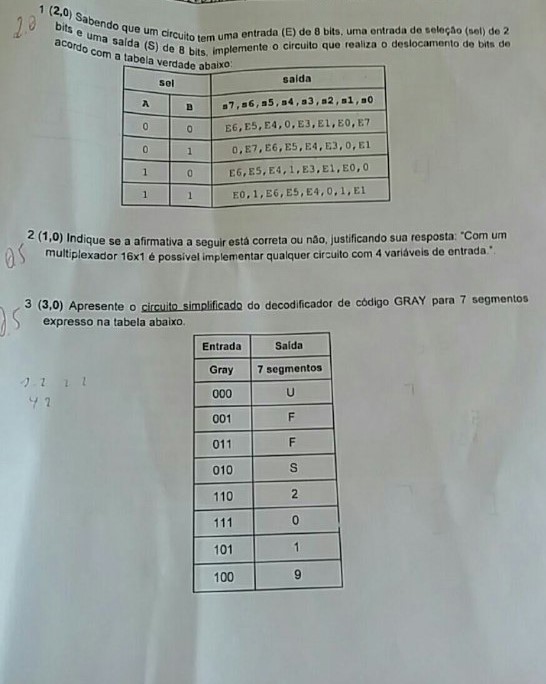 2.0
1 (2,0) Sabendo que um circuito tem uma entrada (E) de 8 bits, uma entrada de seleção (sel) de 2
bits e uma saída (S) de 8 bits, implemente o circuito que realiza o deslocamento de bits de
acordo com a tabela verdade abaixo:
sel saída
A B s7,s6,s5,s4,s3,s2,s1,s0
0 0 E6,E5,E4,0,E3,E1,E0,E7
0 1 0,E7,E6,E5,E4,E3,0,E1
1 0 E6,E5,E4,1,E3,E1,E0,0
1 1 E0,1,E6,E5,E4,0,1,E1
2 (1,0) Indique se a afirmativa a seguir está correta ou não, justificando sua resposta: "Com um
0.5 multiplexador 16x1 é possível implementar qualquer circuito com 4 variáveis de entrada.".
3 (3,0) Apresente o circuito simplificado do decodificador de código GRAY para 7 segmentos
expresso na tabela abaixo.
Entrada Saída
Gray 7 segmentos
000 U
001 F
011 F
010 S
110 2
111 0
101 1
100 9